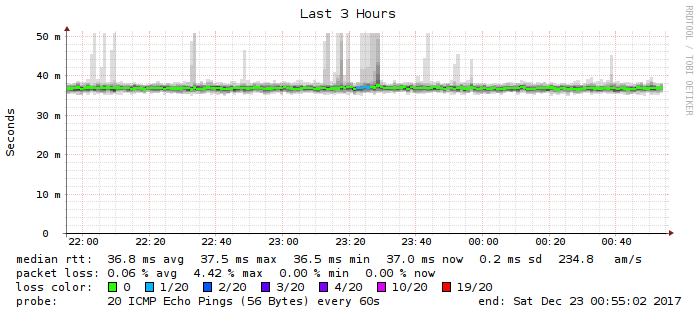 Last 3 Hours
RRDTOOL / TOBI OETIKER
Seconds
50 m
40 m
30 m
20 m
10 m
0
22:00 22:20 22:40 23:00 23:20 23:40 00:00 00:20 00:40
median rtt: 36.8 ms avg 37.5 ms max 36.5 ms min 37.0 ms now 0.2 ms sd 234.8 am/s
packet loss: 0.06 % avg 4.42 % max 0.00 % min 0.00 % now
loss color: 0 1/20 2/20 3/20 4/20 10/20 19/20
probe: 20 ICMP Echo Pings (56 Bytes) every 60s end: Sat Dec 23 00:55:02 2017